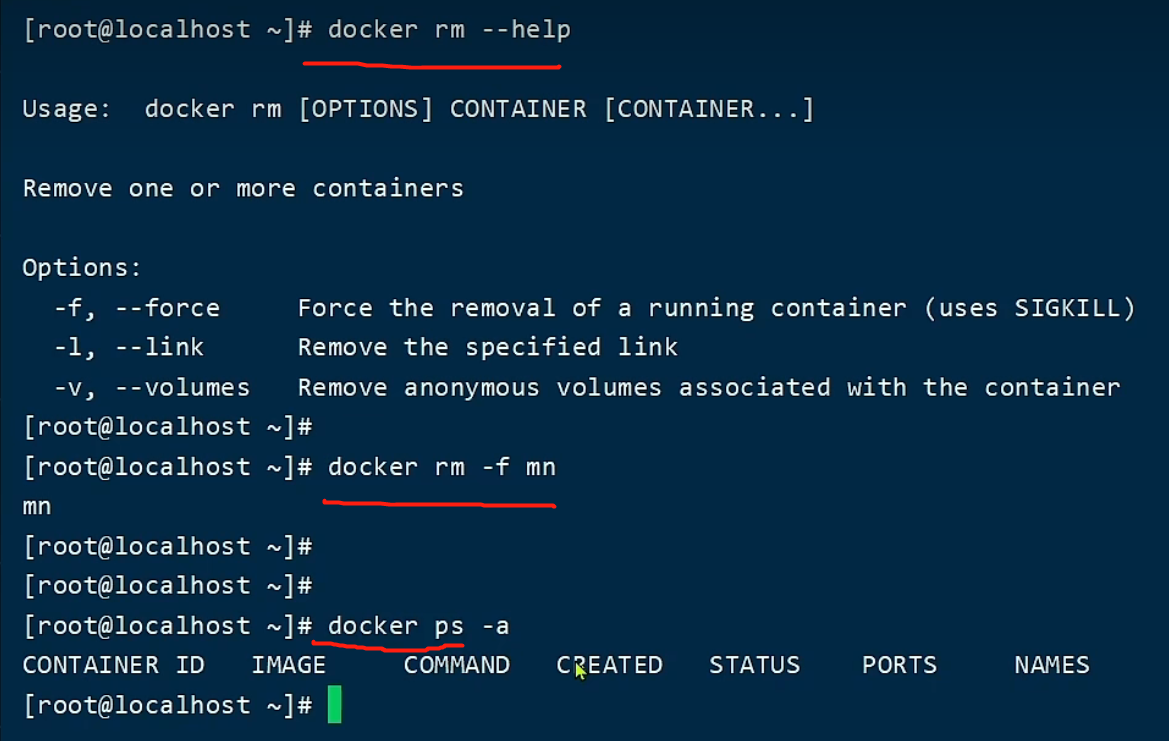 [root@localhost ~]# docker rm --help
Usage:  docker rm [OPTIONS] CONTAINER [CONTAINER...]
Remove one or more containers
Options:
  -f, --force     Force the removal of a running container (uses SIGKILL)
  -l, --link      Remove the specified link
  -v, --volumes   Remove anonymous volumes associated with the container
[root@localhost ~]#
[root@localhost ~]# docker rm -f mn
mn
[root@localhost ~]#
[root@localhost ~]#
[root@localhost ~]# docker ps -a
CONTAINER ID   IMAGE     COMMAND   CREATED   STATUS    PORTS     NAMES
[root@localhost ~]#